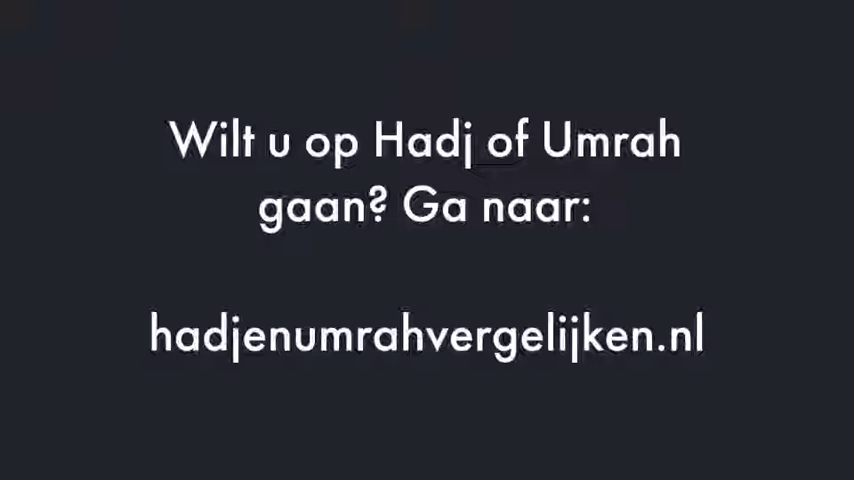 Wilt u op Hadj of Umrah
gaan? Ga naar:
hadjenumrahvergelijken.nl